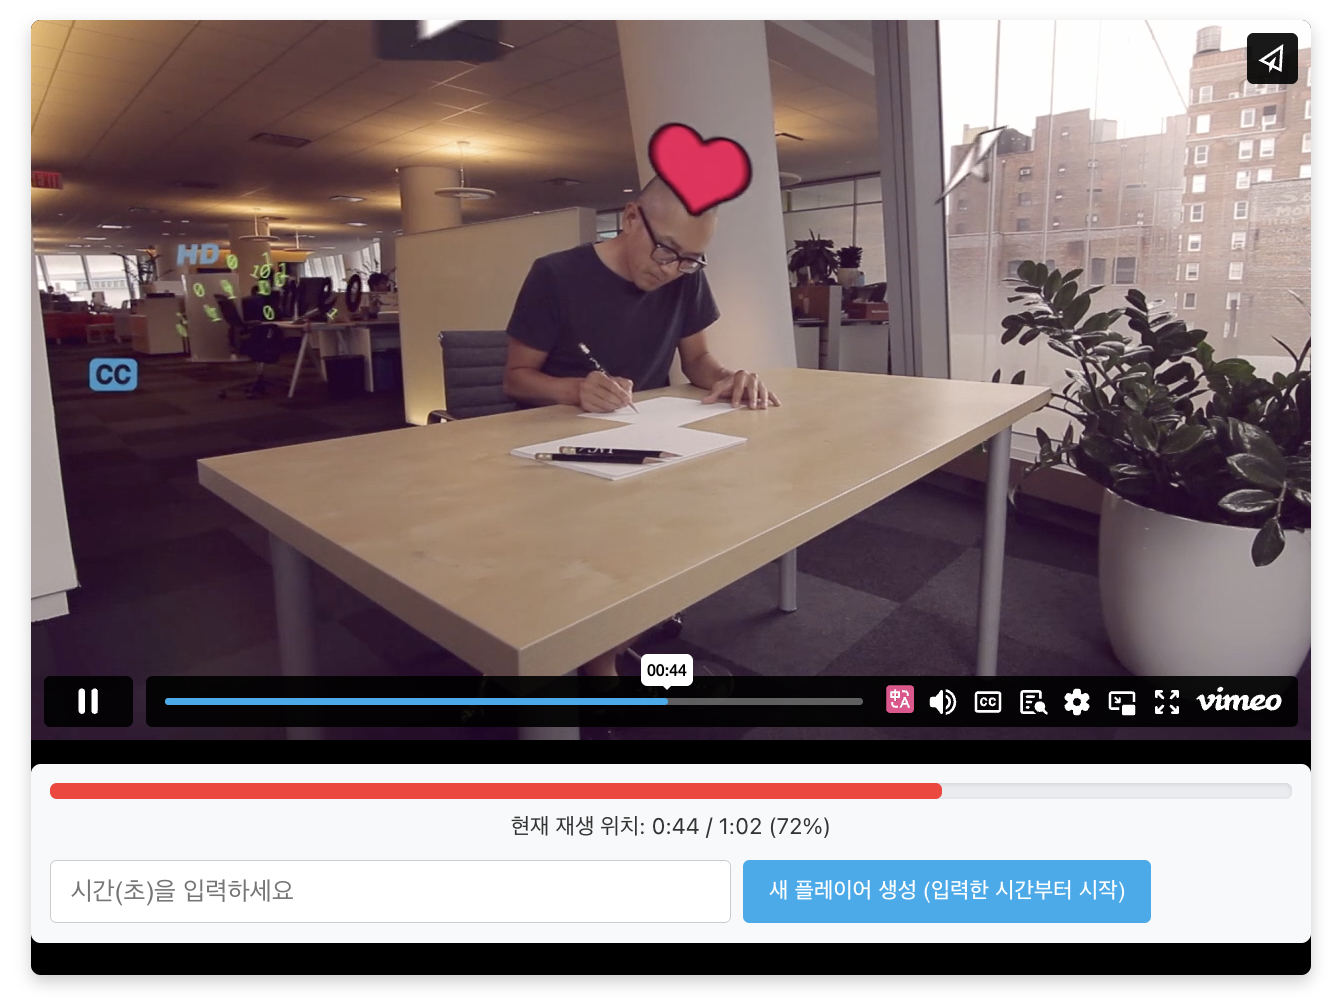 EXIT
HD
CC
00:44
CC
vimeo
현재 재생 위치: 0:44 / 1:02 (72%)
시간(초)을 입력하세요
새 플레이어 생성 (입력한 시간부터 시작)